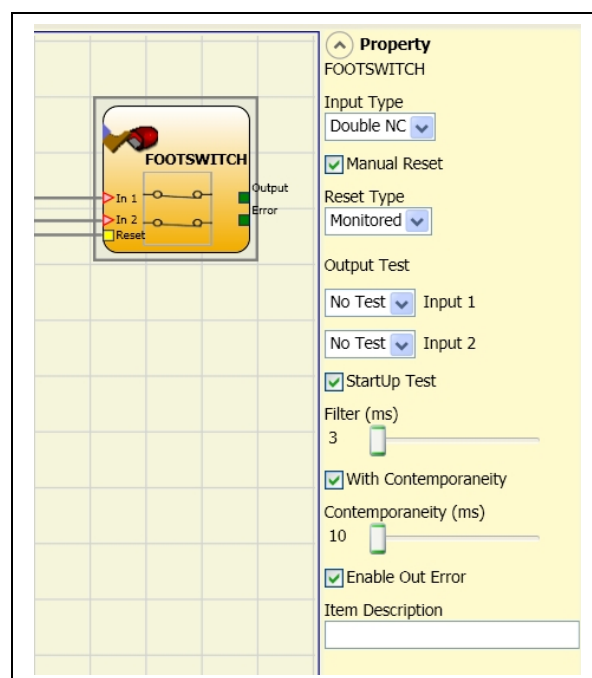 FOOTSWITCH
In 1
In 2
Reset
Output
Error
Property
FOOTSWITCH
Input Type
Double NC
Manual Reset
Reset Type
Monitored
Output Test
No Test Input 1
No Test Input 2
StartUp Test
Filter (ms)
3
With Contemporaneity
Contemporaneity (ms)
10
Enable Out Error
Item Description